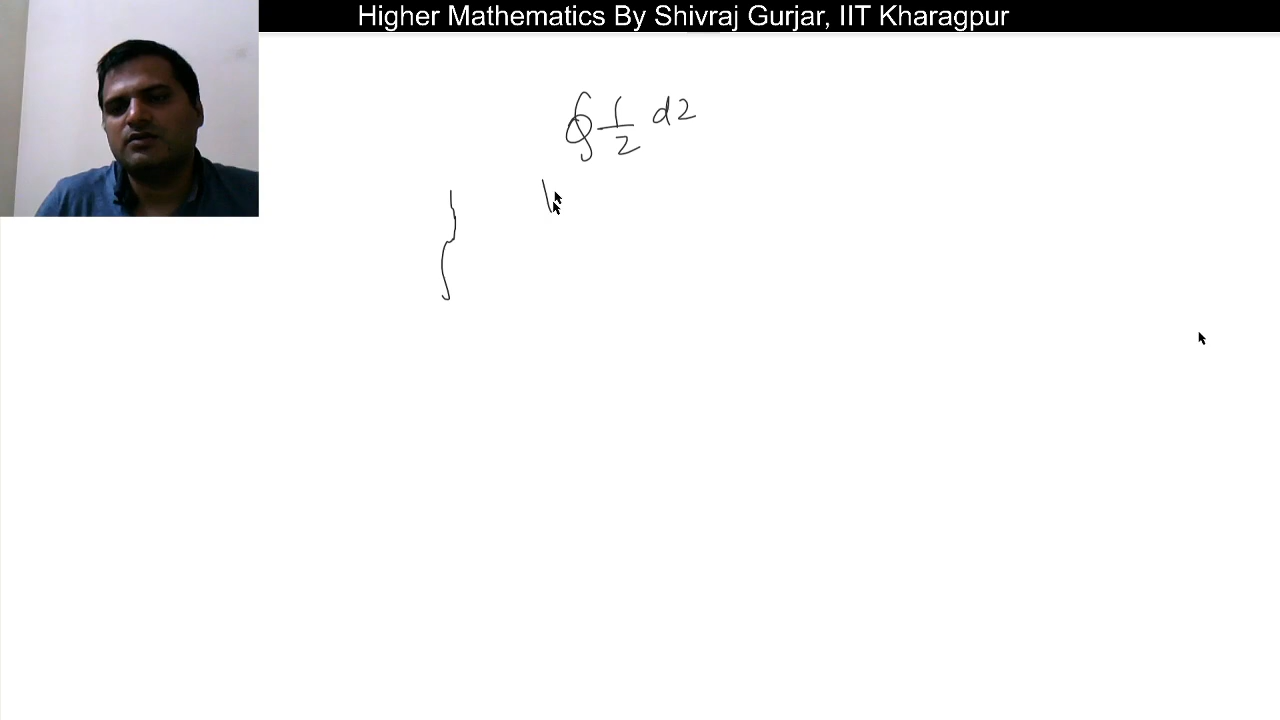 Higher Mathematics By Shivraj Gurjar, IIT Kharagpur
∮ 1/z dz